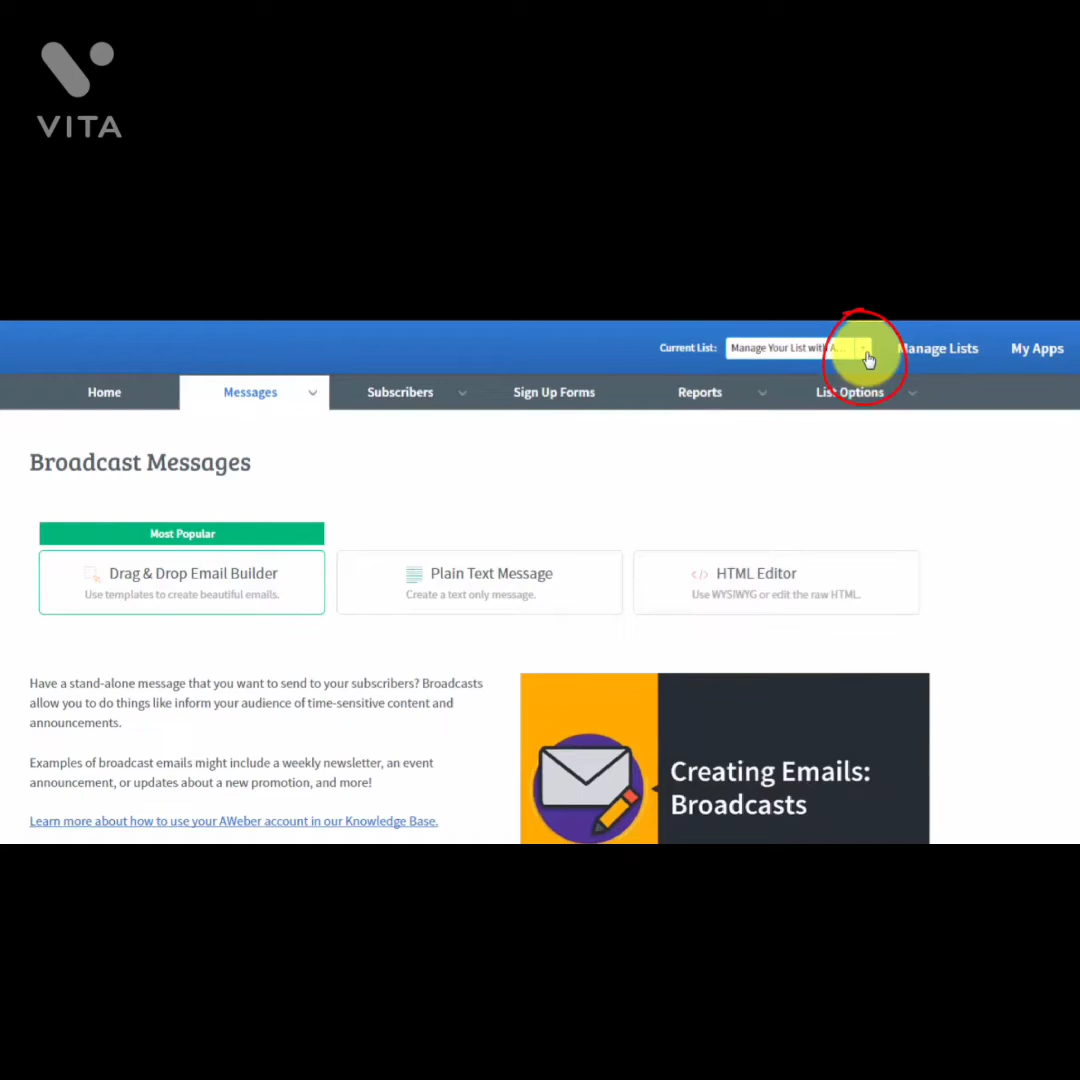 VITA
Current List: Manage Your List with A...
Manage Lists
My Apps
Home
Messages
Subscribers
Sign Up Forms
Reports
List Options
Broadcast Messages
Most Popular
Drag & Drop Email Builder
Use templates to create beautiful emails.
Plain Text Message
Create a text only message.
</> HTML Editor
Use WYSIWYG or edit the raw HTML.
Have a stand-alone message that you want to send to your subscribers? Broadcasts
allow you to do things like inform your audience of time-sensitive content and
announcements.
Examples of broadcast emails might include a weekly newsletter, an event
announcement, or updates about a new promotion, and more!
Learn more about how to use your AWeber account in our Knowledge Base.
Creating Emails:
Broadcasts